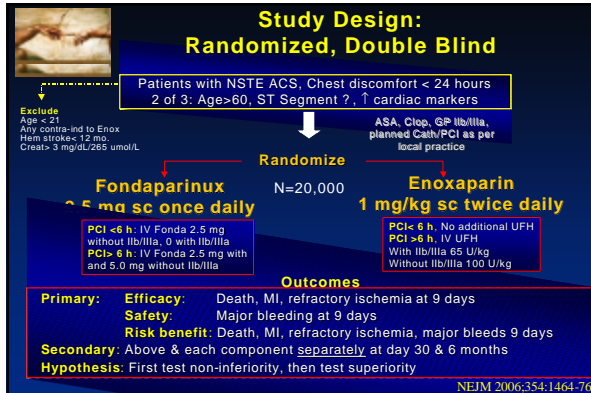 Study Design:
Randomized, Double Blind
Patients with NSTE ACS, Chest discomfort < 24 hours
2 of 3: Age>60, ST Segment ?, ↑ cardiac markers
Exclude
Age < 21
Any contra-ind to Enox
Hem stroke< 12 mo.
Creat> 3 mg/dL/265 umol/L
ASA, Clop, GP IIb/IIIa,
planned Cath/PCI as per
local practice
Randomize
N=20,000
Fondaparinux
2.5 mg sc once daily
PCI <6 h: IV Fonda 2.5 mg
without IIb/IIIa, 0 with IIb/IIIa
PCI> 6 h: IV Fonda 2.5 mg with
and 5.0 mg without IIb/IIIa
Enoxaparin
1 mg/kg sc twice daily
PCI< 6 h, No additional UFH
PCI >6 h, IV UFH
With IIb/IIIa 65 U/kg
Without IIb/IIIa 100 U/kg
Outcomes
Primary: Efficacy: Death, MI, refractory ischemia at 9 days
Safety: Major bleeding at 9 days
Risk benefit: Death, MI, refractory ischemia, major bleeds 9 days
Secondary: Above & each component separately at day 30 & 6 months
Hypothesis: First test non-inferiority, then test superiority
NEJM 2006;354:1464-76